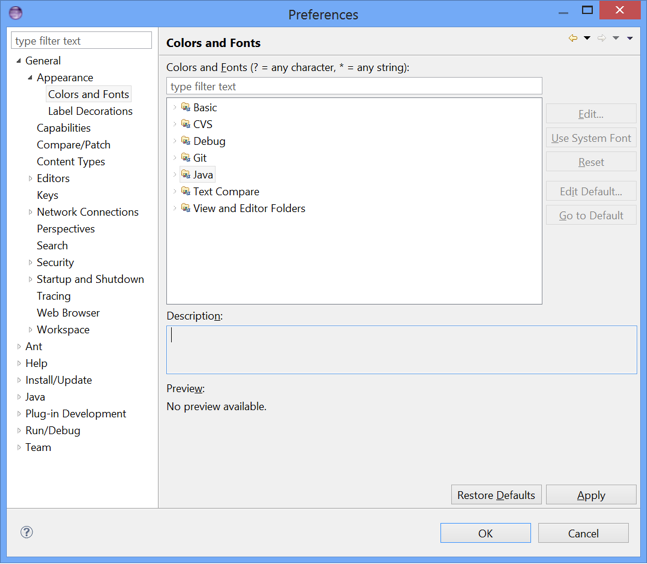 Preferences
type filter text
General
Appearance
Colors and Fonts
Label Decorations
Capabilities
Compare/Patch
Content Types
Editors
Keys
Network Connections
Perspectives
Search
Security
Startup and Shutdown
Tracing
Web Browser
Workspace
Ant
Help
Install/Update
Java
Plug-in Development
Run/Debug
Team
Colors and Fonts
Colors and Fonts (? = any character, * = any string):
type filter text
Basic
CVS
Debug
Git
Java
Text Compare
View and Editor Folders
Edit...
Use System Font
Reset
Edit Default...
Go to Default
Description:
Preview:
No preview available.
Restore Defaults
Apply
?
OK
Cancel